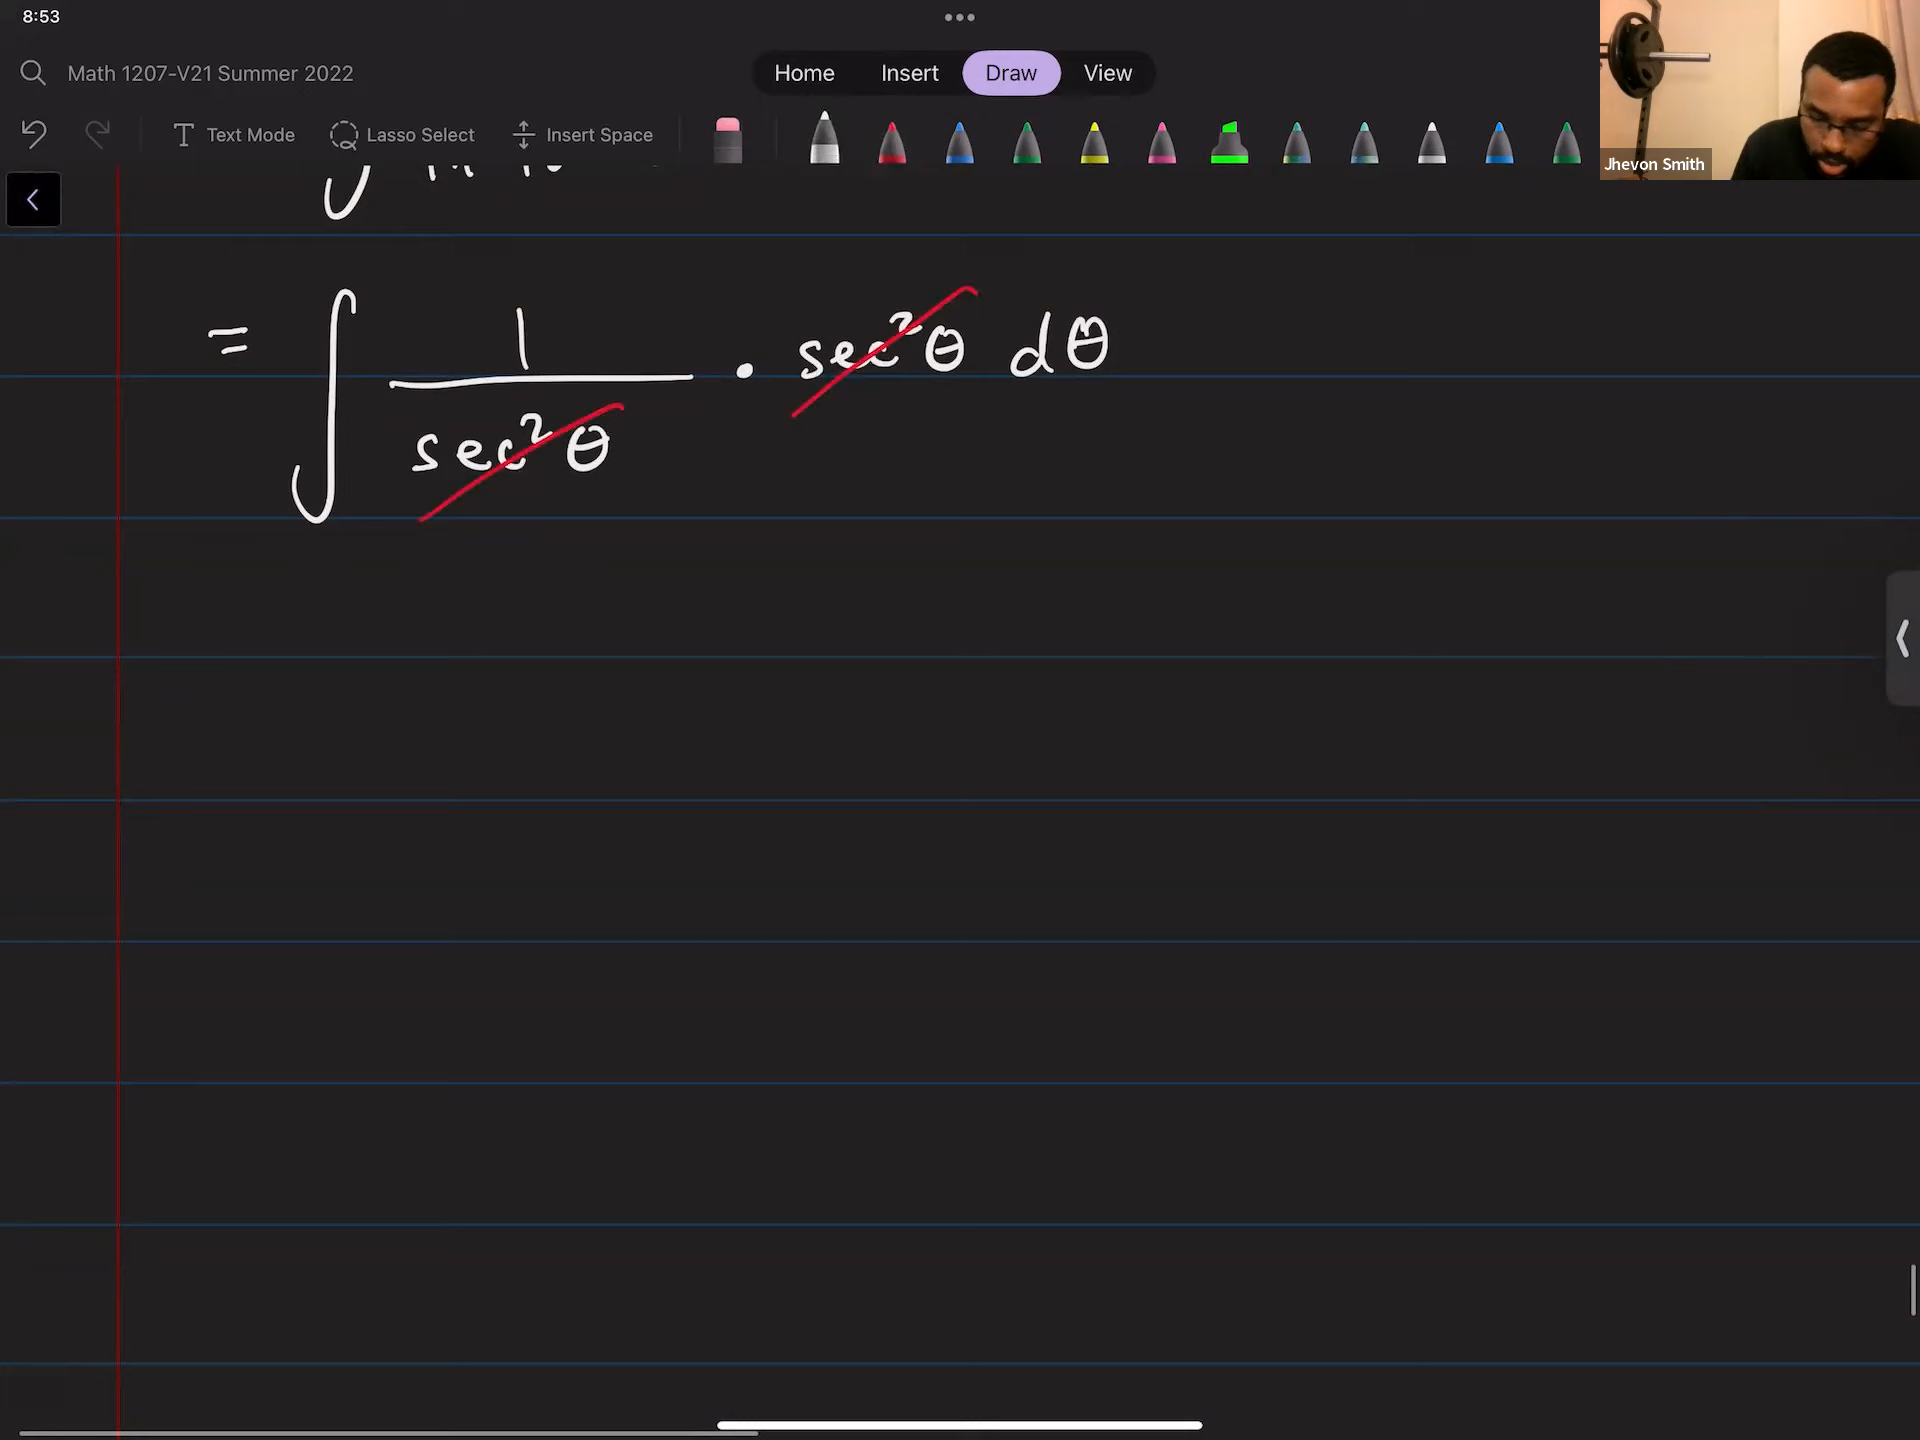 8:53
Math 1207-V21 Summer 2022
Home Insert Draw View
Text Mode Lasso Select Insert Space
Jhevon Smith
= ∫ 1 / sec²θ · sec²θ dθ